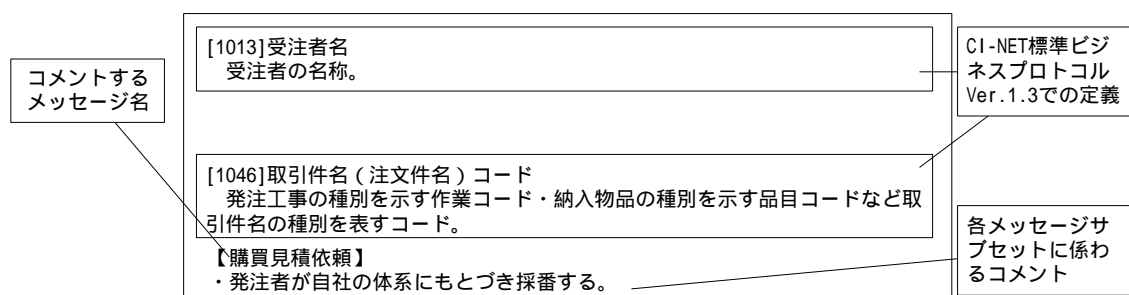 [1013]受注者名
受注者の名称。
CI-NET標準ビジ
ネスプロトコル
Ver.1.3での定義
コメントする
メッセージ名
[1046]取引件名(注文件名)コード
発注工事の種別を示す作業コード・納入物品の種別を示す品目コードなど取
引件名の種別を表すコード。
【購買見積依頼】
・発注者が自社の体系にもとづき採番する。
各メッセージサ
ブセットに係わ
るコメント